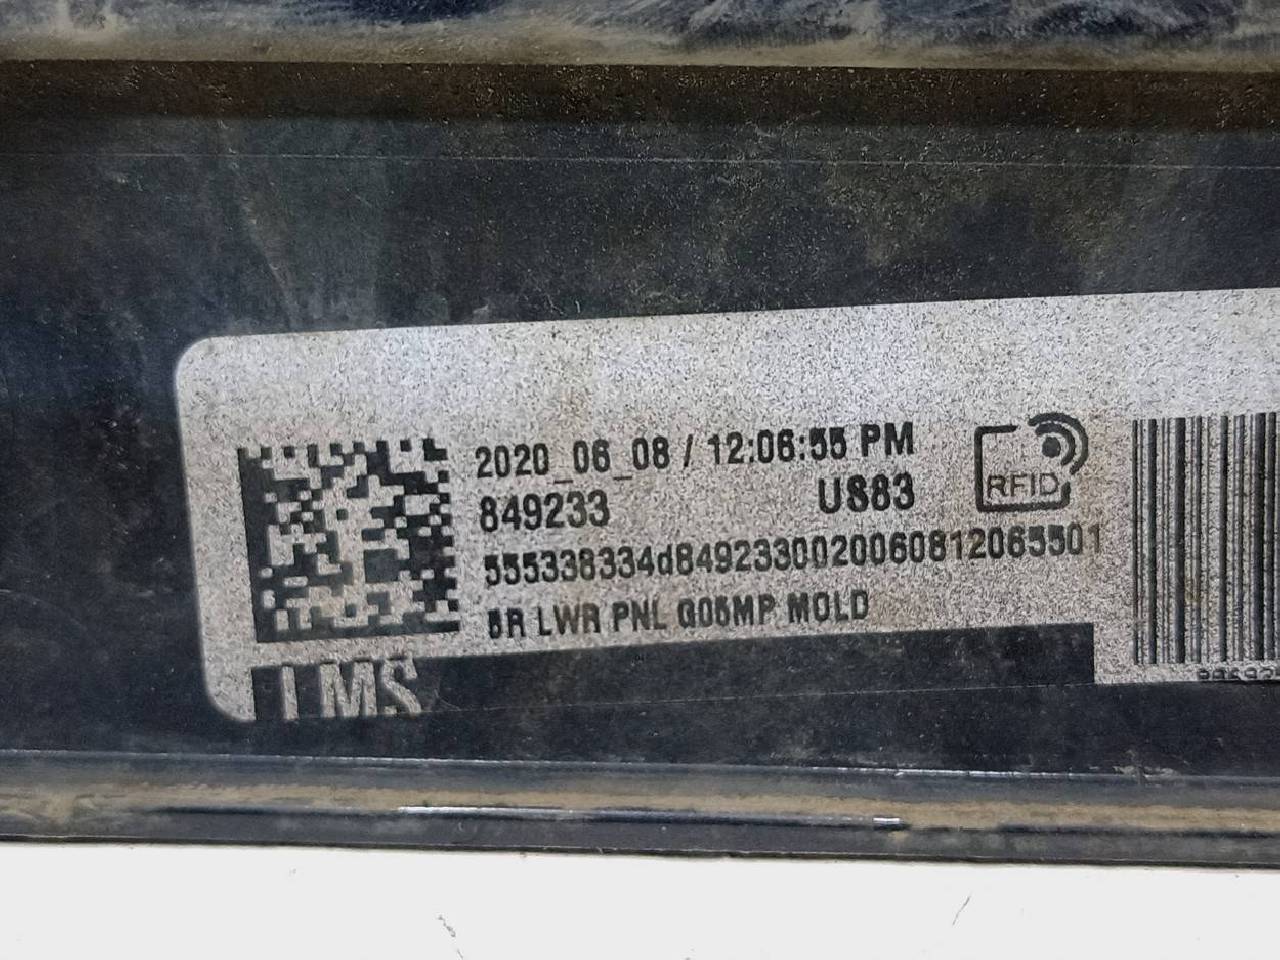 2020_06_08 / 12:06:55 PM
849233 US83
RFID
555338334d8492330020060812065501
5R LWR PNL G05MP MOLD
LMS